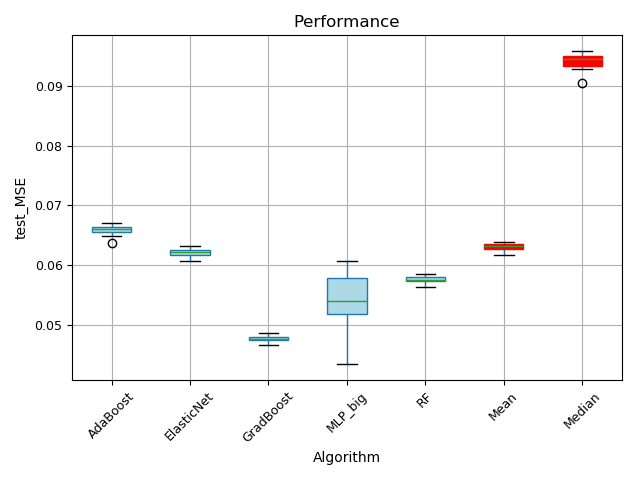 Performance
0.09
0.08
0.07
0.06
0.05
test_MSE
AdaBoost
ElasticNet
GradBoost
MLP_big
RF
Mean
Median
Algorithm